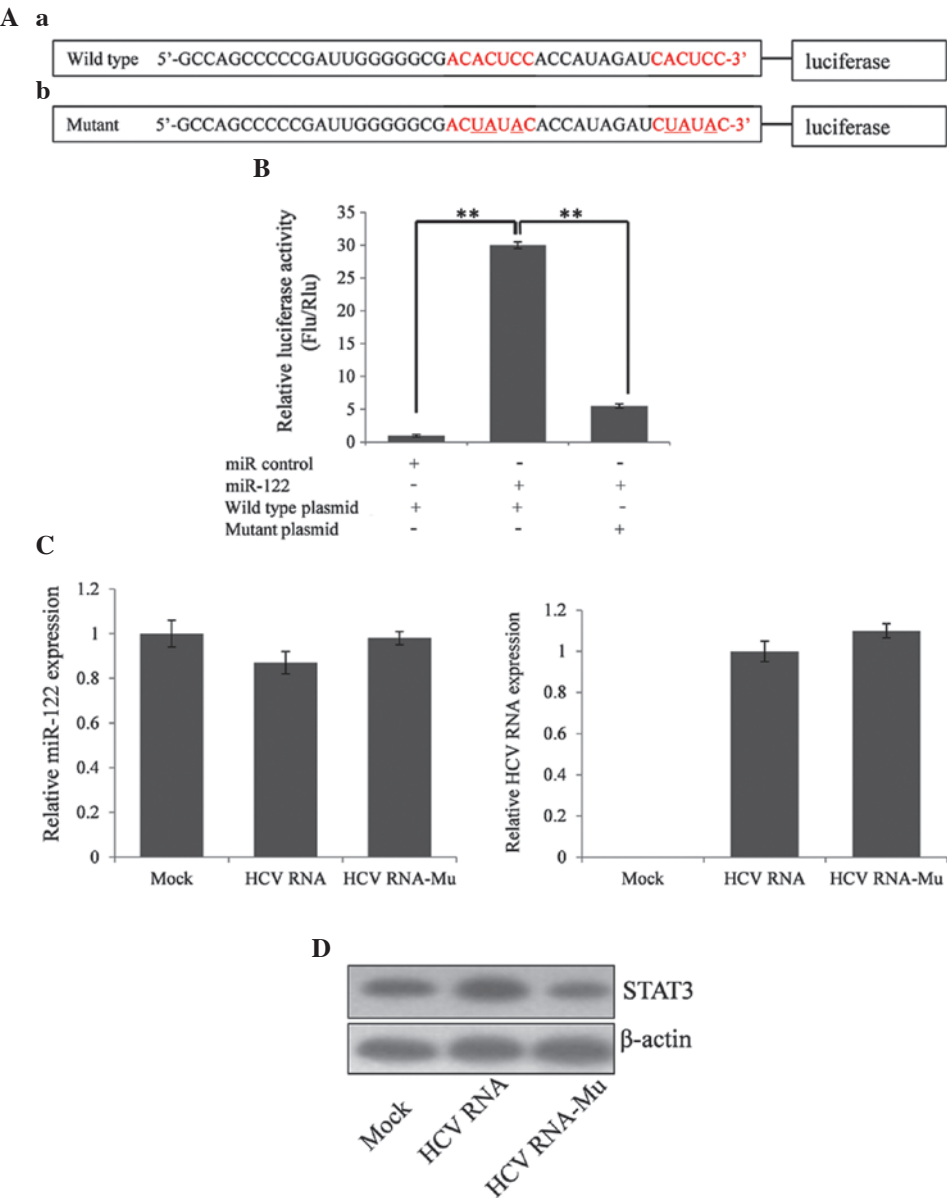 A a
Wild type 5’-GCCAGCCCCCGAUUGGGGGCGACACUCCACCAUAGAUCACUCC-3’ luciferase
b
Mutant 5’-GCCAGCCCCCGAUUGGGGGCGACUAUACACCAUAGAUCUAUAC-3’ luciferase
B
Relative luciferase activity
(Flu/Rlu)
35
30
25
20
15
10
5
0
** **
miR control + - -
miR-122 - + +
Wild type plasmid + + -
Mutant plasmid - - +
C
Relative miR-122 expression
1.2
1
0.8
0.6
0.4
0.2
0
Mock HCV RNA HCV RNA-Mu
Relative HCV RNA expression
1.2
1
0.8
0.6
0.4
0.2
0
Mock HCV RNA HCV RNA-Mu
D
STAT3
β-actin
Mock
HCV RNA
HCV RNA-Mu